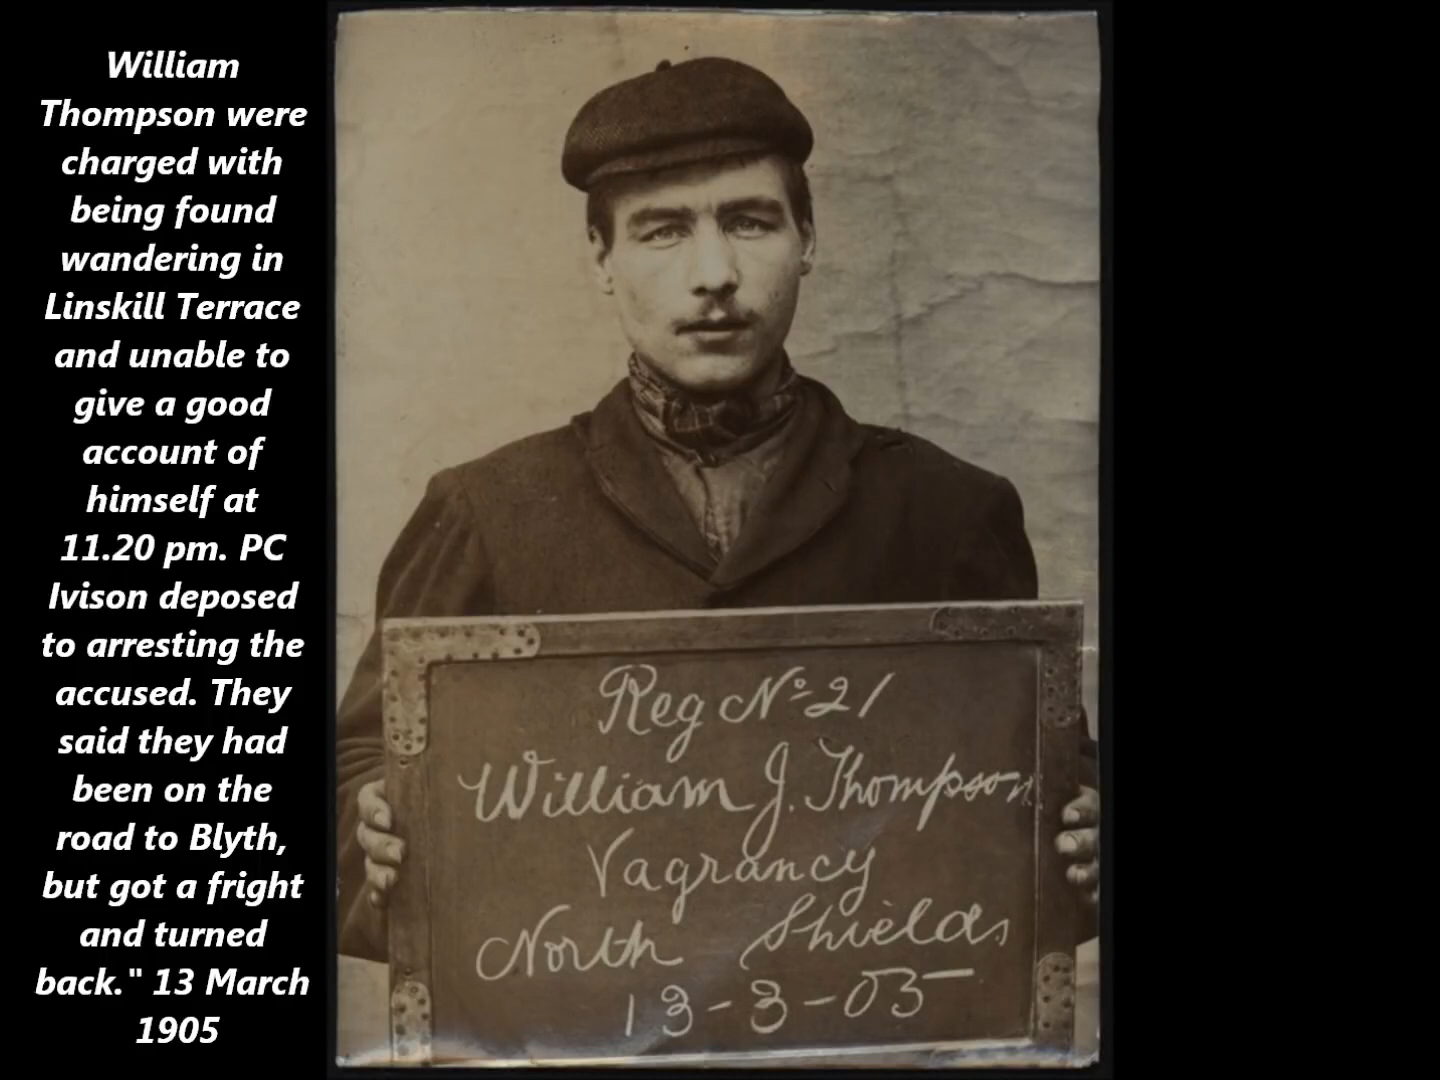 William
Thompson were
charged with
being found
wandering in
Linskill Terrace
and unable to
give a good
account of
himself at
11.20 pm. PC
Ivison deposed
to arresting the
accused. They
said they had
been on the
road to Blyth,
but got a fright
and turned
back." 13 March
1905
Reg Nº 21
William J. Thompson
Vagrancy
North Shields
13-3-05